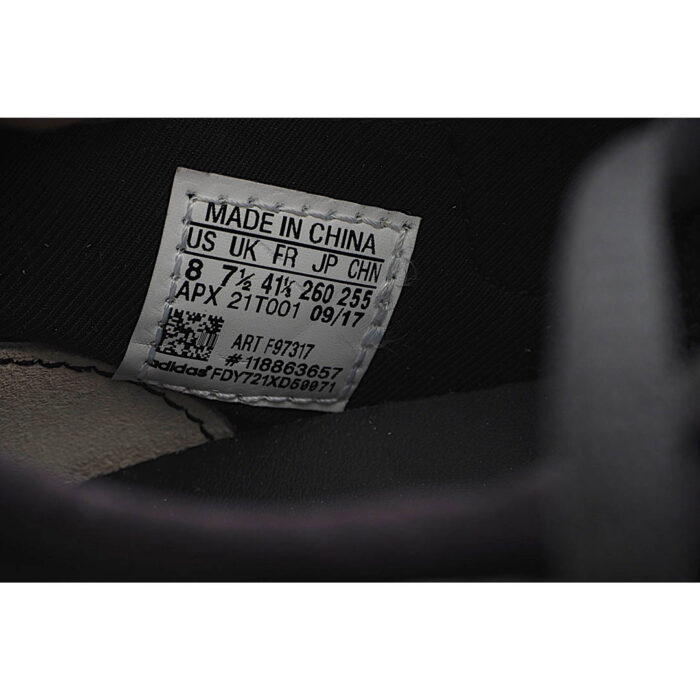 MADE IN CHINA
US UK FR JP CHN
8 7½ 41⅓ 260 255
APX 21T001 09/17
ART F97317
#118863657
adidas® FDY721XD50071